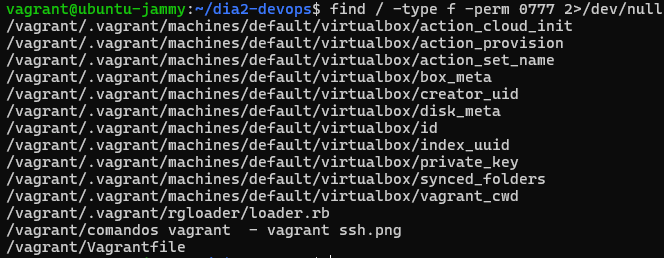 vagrant@ubuntu-jammy:~/dia2-devops$ find / -type f -perm 0777 2>/dev/null
/vagrant/.vagrant/machines/default/virtualbox/action_cloud_init
/vagrant/.vagrant/machines/default/virtualbox/action_provision
/vagrant/.vagrant/machines/default/virtualbox/action_set_name
/vagrant/.vagrant/machines/default/virtualbox/box_meta
/vagrant/.vagrant/machines/default/virtualbox/creator_uid
/vagrant/.vagrant/machines/default/virtualbox/disk_meta
/vagrant/.vagrant/machines/default/virtualbox/id
/vagrant/.vagrant/machines/default/virtualbox/index_uuid
/vagrant/.vagrant/machines/default/virtualbox/private_key
/vagrant/.vagrant/machines/default/virtualbox/synced_folders
/vagrant/.vagrant/machines/default/virtualbox/vagrant_cwd
/vagrant/.vagrant/rgloader/loader.rb
/vagrant/comandos vagrant  - vagrant ssh.png
/vagrant/Vagrantfile